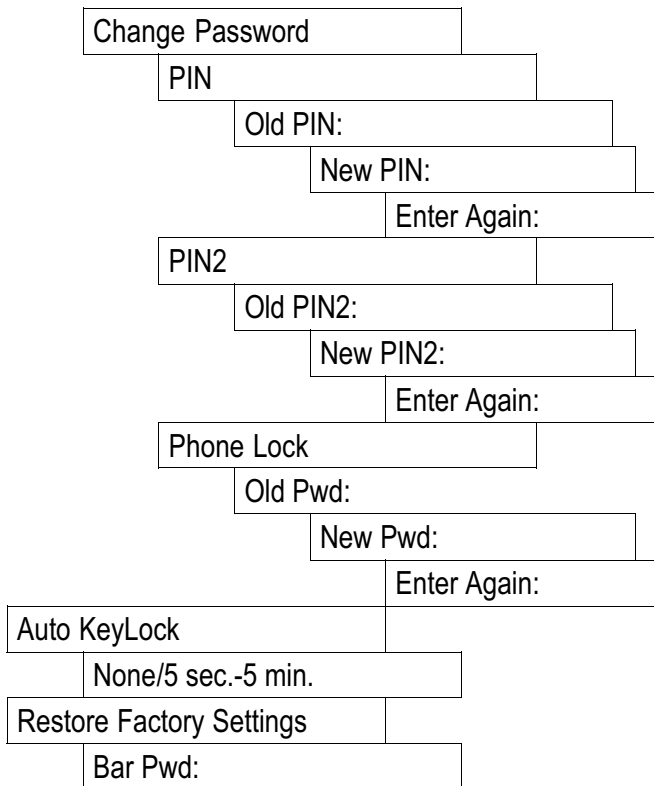 Change Password
PIN
Old PIN:
New PIN:
Enter Again:
PIN2
Old PIN2:
New PIN2:
Enter Again:
Phone Lock
Old Pwd:
New Pwd:
Enter Again:
Auto KeyLock
None/5 sec.-5 min.
Restore Factory Settings
Bar Pwd: